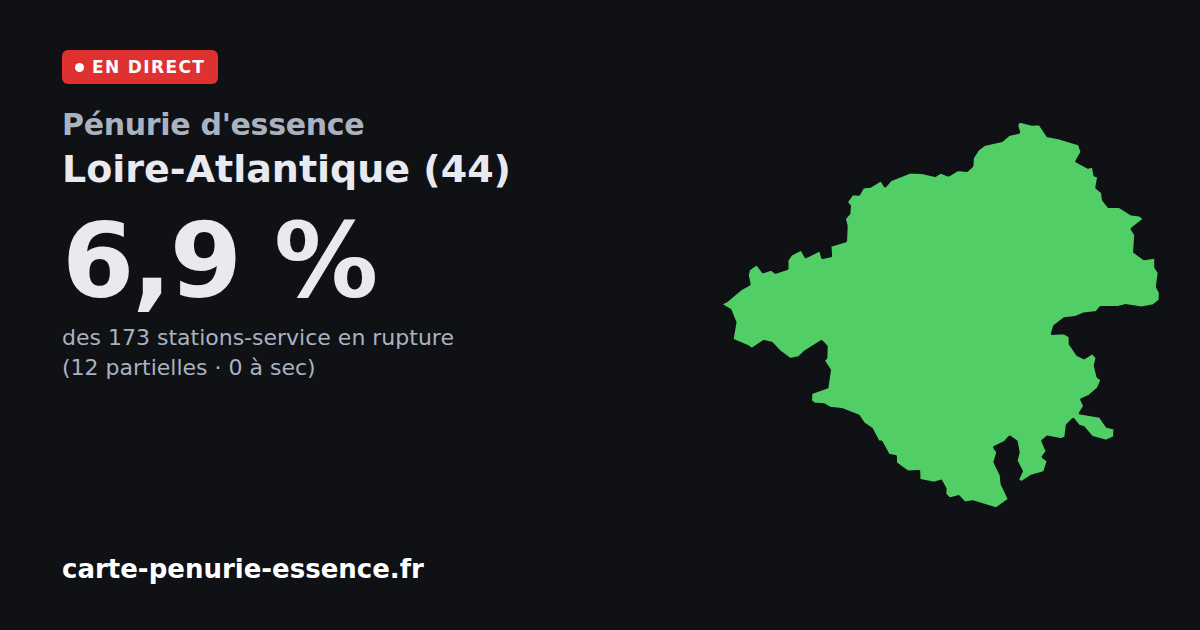 EN DIRECT
Pénurie d'essence
Loire-Atlantique (44)
6,9 %
des 173 stations-service en rupture
(12 partielles · 0 à sec)
carte-penurie-essence.fr